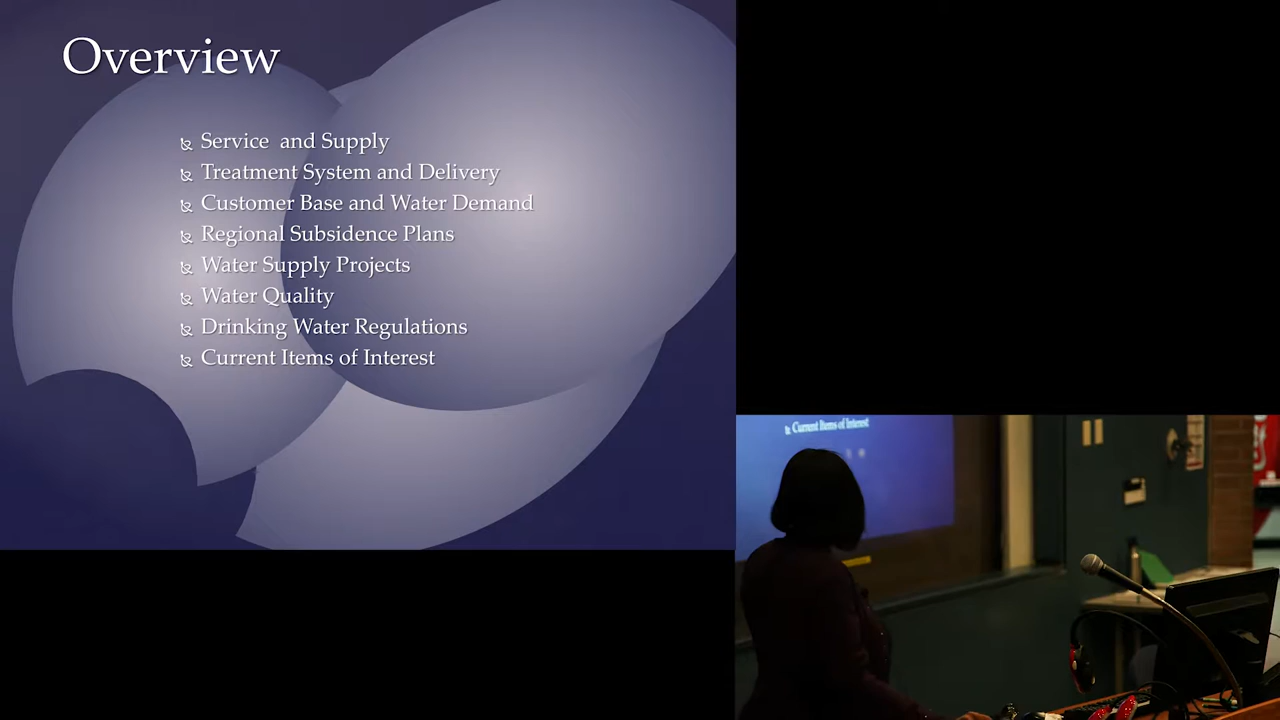 Overview
Service and Supply
Treatment System and Delivery
Customer Base and Water Demand
Regional Subsidence Plans
Water Supply Projects
Water Quality
Drinking Water Regulations
Current Items of Interest
Current Items of Interest